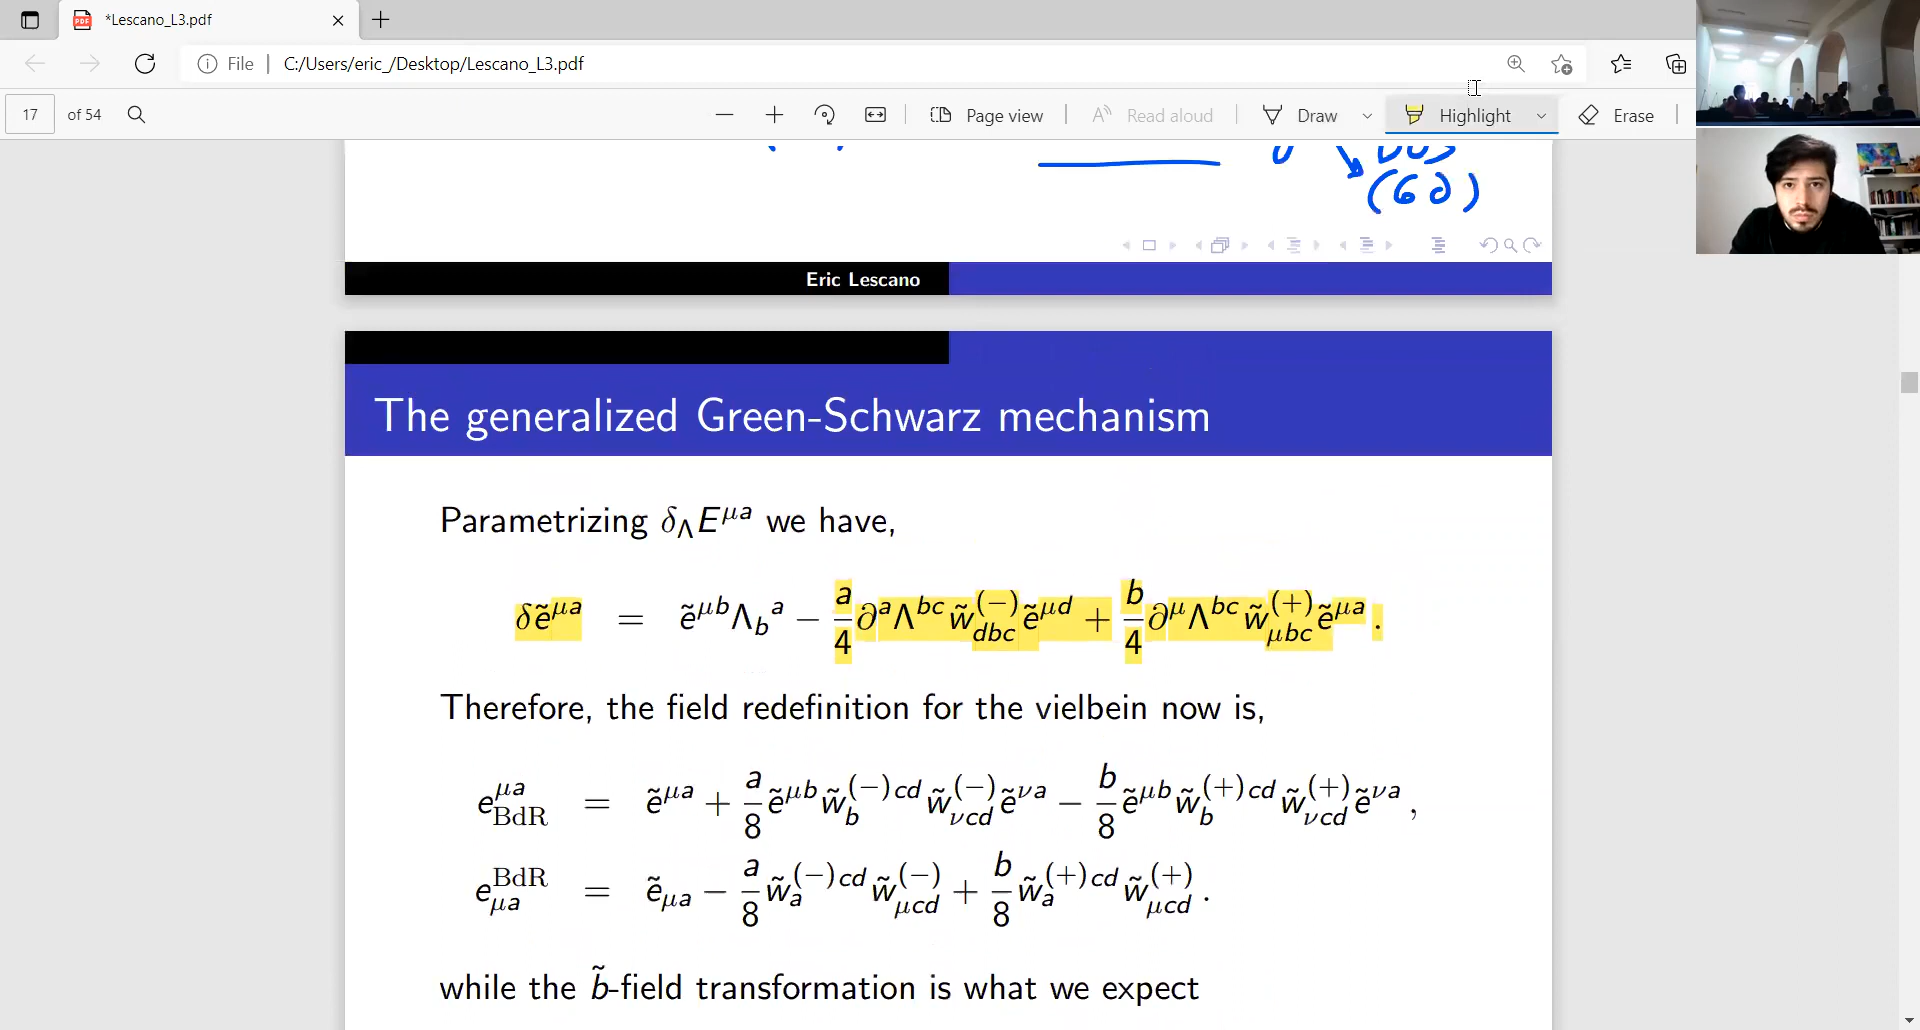 *Lescano_L3.pdf
File | C:/Users/eric_/Desktop/Lescano_L3.pdf
17 of 54 Page view Read aloud Draw Highlight Erase
(6∂)
Eric Lescano
The generalized Green-Schwarz mechanism
Parametrizing δ_Λ E^{μa} we have,
δẽ^{μa} = ẽ^{μb}Λ_b^a − a/4 ∂^aΛ^{bc} w̃^{(−)}_{dbc} ẽ^{μd} + b/4 ∂^μΛ^{bc} w̃^{(+)}_{μbc} ẽ^{μa} .
Therefore, the field redefinition for the vielbein now is,
e^{μa}_{BdR} = ẽ^{μa} + a/8 ẽ^{μb} w̃_b^{(−)cd} w̃^{(−)}_{νcd} ẽ^{νa} − b/8 ẽ^{μb} w̃_b^{(+)cd} w̃^{(+)}_{νcd} ẽ^{νa} ,
e^{BdR}_{μa} = ẽ_{μa} − a/8 w̃_a^{(−)cd} w̃^{(−)}_{μcd} + b/8 w̃_a^{(+)cd} w̃^{(+)}_{μcd} .
while the b̃-field transformation is what we expect